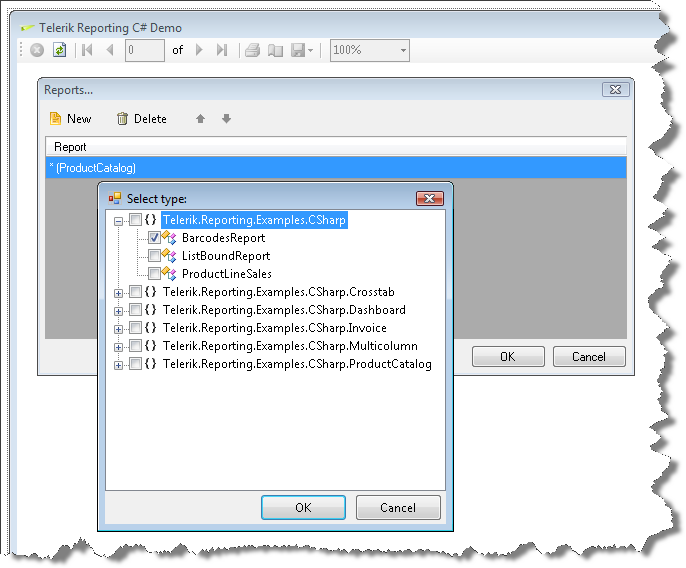 Telerik Reporting C# Demo
0 of 100%
Reports...
New Delete
Report
* (ProductCatalog)
Select type:
{} Telerik.Reporting.Examples.CSharp
BarcodesReport
ListBoundReport
ProductLineSales
{} Telerik.Reporting.Examples.CSharp.Crosstab
{} Telerik.Reporting.Examples.CSharp.Dashboard
{} Telerik.Reporting.Examples.CSharp.Invoice
{} Telerik.Reporting.Examples.CSharp.Multicolumn
{} Telerik.Reporting.Examples.CSharp.ProductCatalog
OK Cancel
OK Cancel